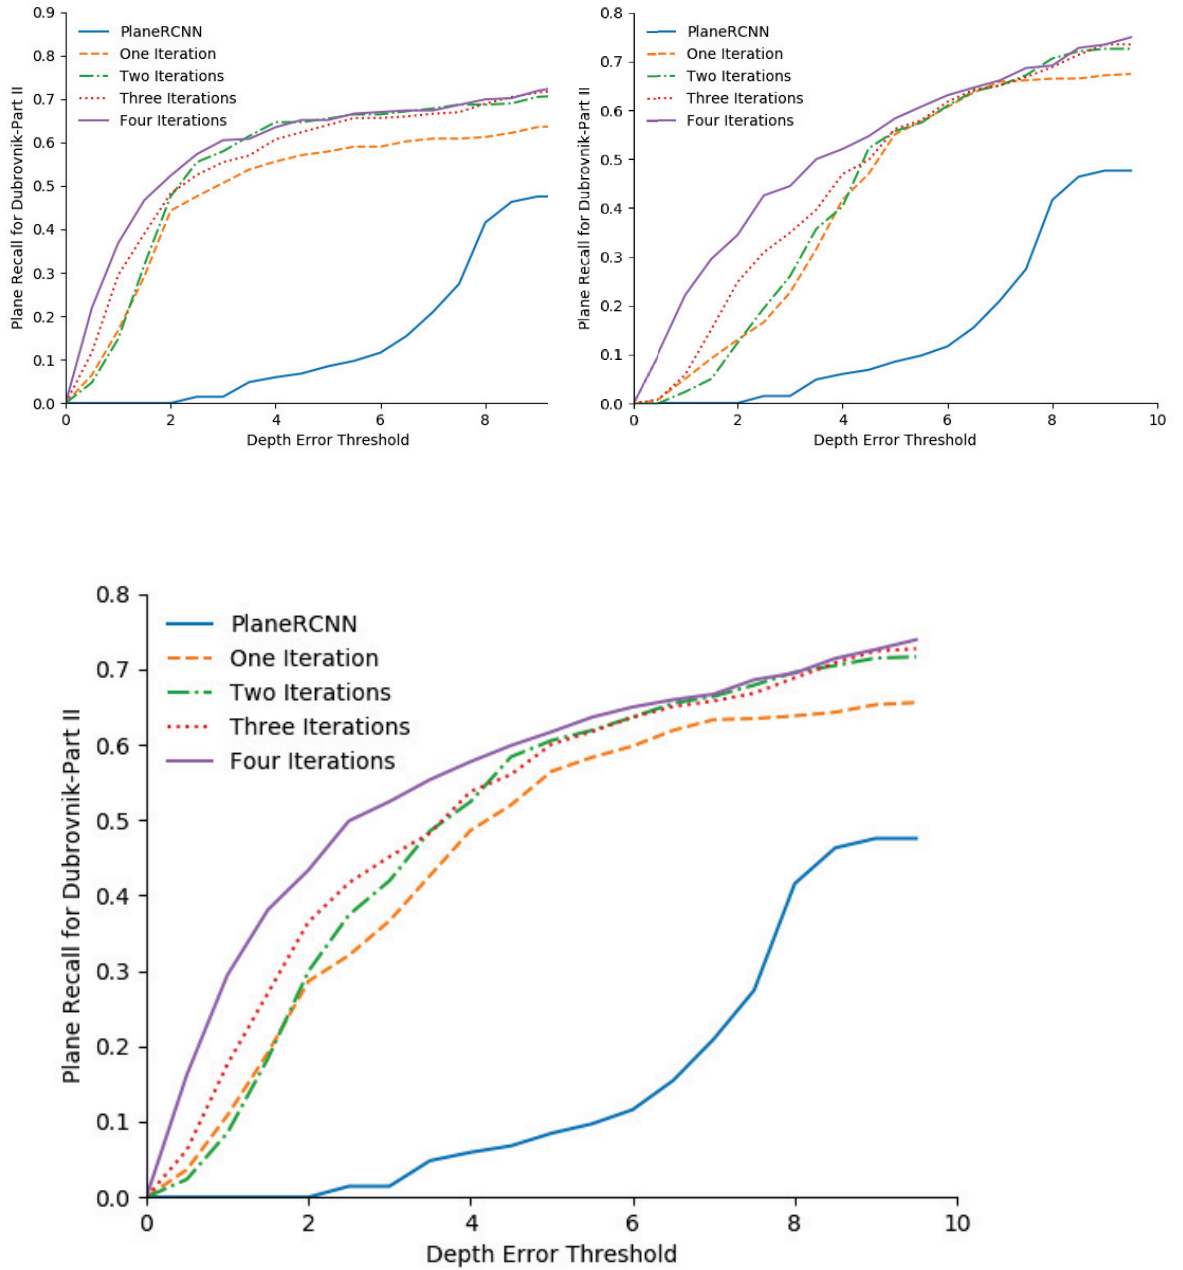 0.9
0.8
0.7
0.6
0.5
0.4
0.3
0.2
0.1
0.0
Plane Recall for Dubrovnik-Part II
PlaneRCNN
One Iteration
Two Iterations
Three Iterations
Four Iterations
0 2 4 6 8
Depth Error Threshold
0.8
0.7
0.6
0.5
0.4
0.3
0.2
0.1
0.0
Plane Recall for Dubrovnik-Part II
PlaneRCNN
One Iteration
Two Iterations
Three Iterations
Four Iterations
0 2 4 6 8 10
Depth Error Threshold
0.8
0.7
0.6
0.5
0.4
0.3
0.2
0.1
0.0
Plane Recall for Dubrovnik-Part II
PlaneRCNN
One Iteration
Two Iterations
Three Iterations
Four Iterations
0 2 4 6 8 10
Depth Error Threshold